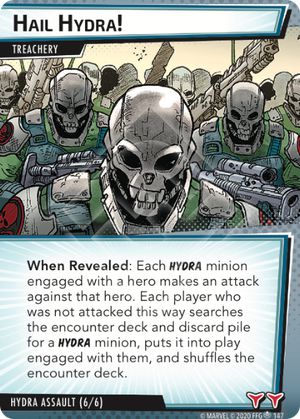 Hail Hydra!
TREACHERY
When Revealed: Each HYDRA minion
engaged with a hero makes an attack
against that hero. Each player who
was not attacked this way searches
the encounter deck and discard pile
for a HYDRA minion, puts it into play
engaged with them, and shuffles the
encounter deck.
HYDRA ASSAULT (6/6)
© MARVEL © 2020 FFG 147